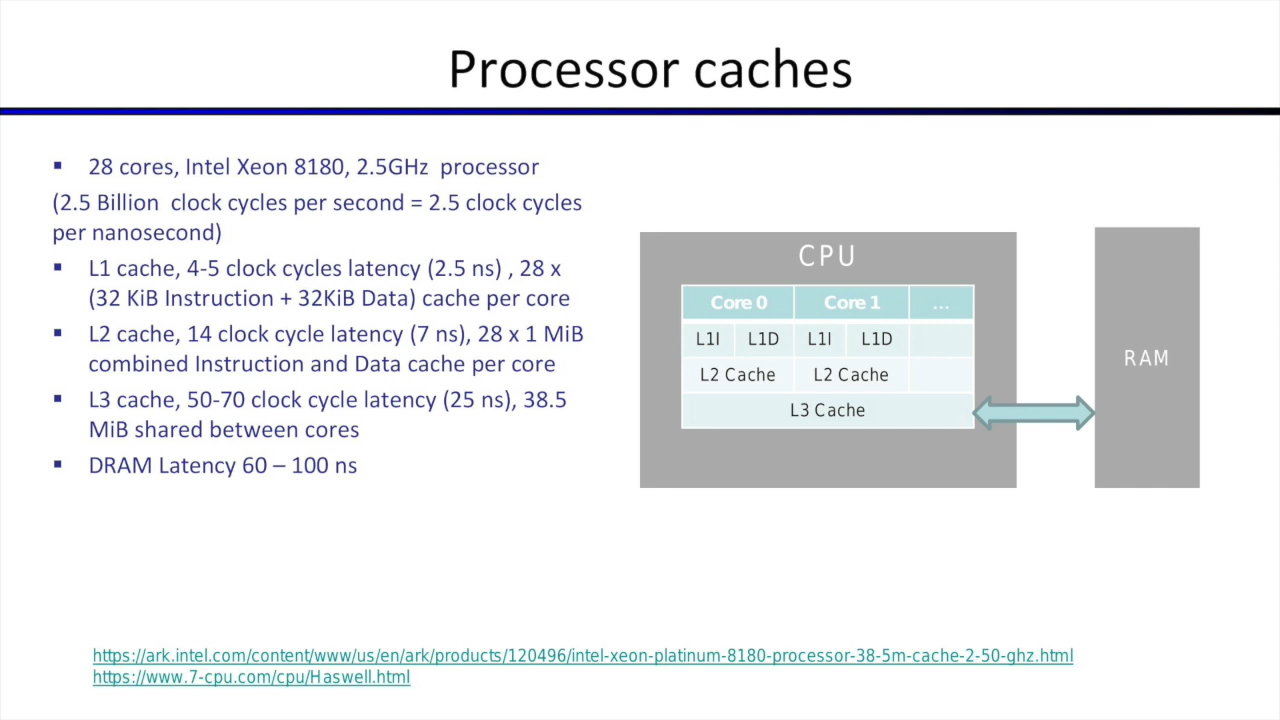 Processor caches
▪ 28 cores, Intel Xeon 8180, 2.5GHz processor
(2.5 Billion clock cycles per second = 2.5 clock cycles
per nanosecond)
▪ L1 cache, 4-5 clock cycles latency (2.5 ns) , 28 x
(32 KiB Instruction + 32KiB Data) cache per core
▪ L2 cache, 14 clock cycle latency (7 ns), 28 x 1 MiB
combined Instruction and Data cache per core
▪ L3 cache, 50-70 clock cycle latency (25 ns), 38.5
MiB shared between cores
▪ DRAM Latency 60 – 100 ns
CPU
Core 0 Core 1 ...
L1I L1D L1I L1D
L2 Cache L2 Cache
L3 Cache
RAM
https://ark.intel.com/content/www/us/en/ark/products/120496/intel-xeon-platinum-8180-processor-38-5m-cache-2-50-ghz.html
https://www.7-cpu.com/cpu/Haswell.html